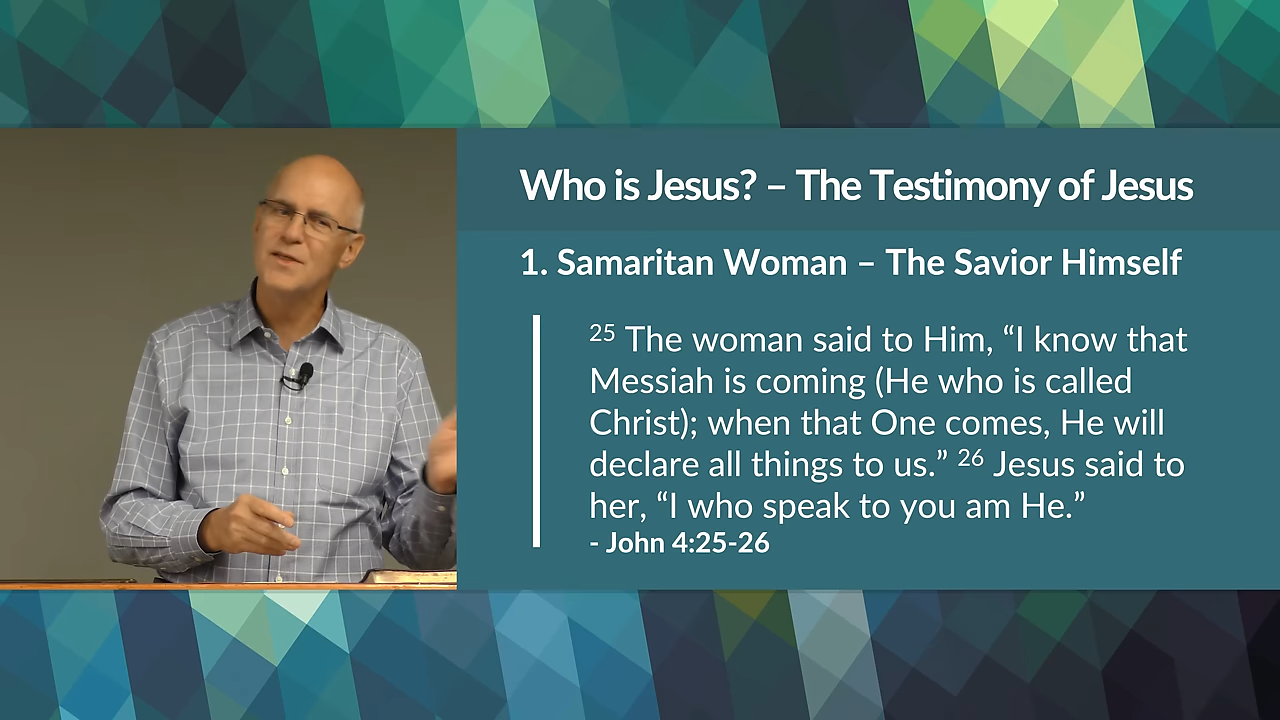 Who is Jesus? – The Testimony of Jesus
1. Samaritan Woman – The Savior Himself
25 The woman said to Him, “I know that
Messiah is coming (He who is called
Christ); when that One comes, He will
declare all things to us.” 26 Jesus said to
her, “I who speak to you am He.”
- John 4:25-26